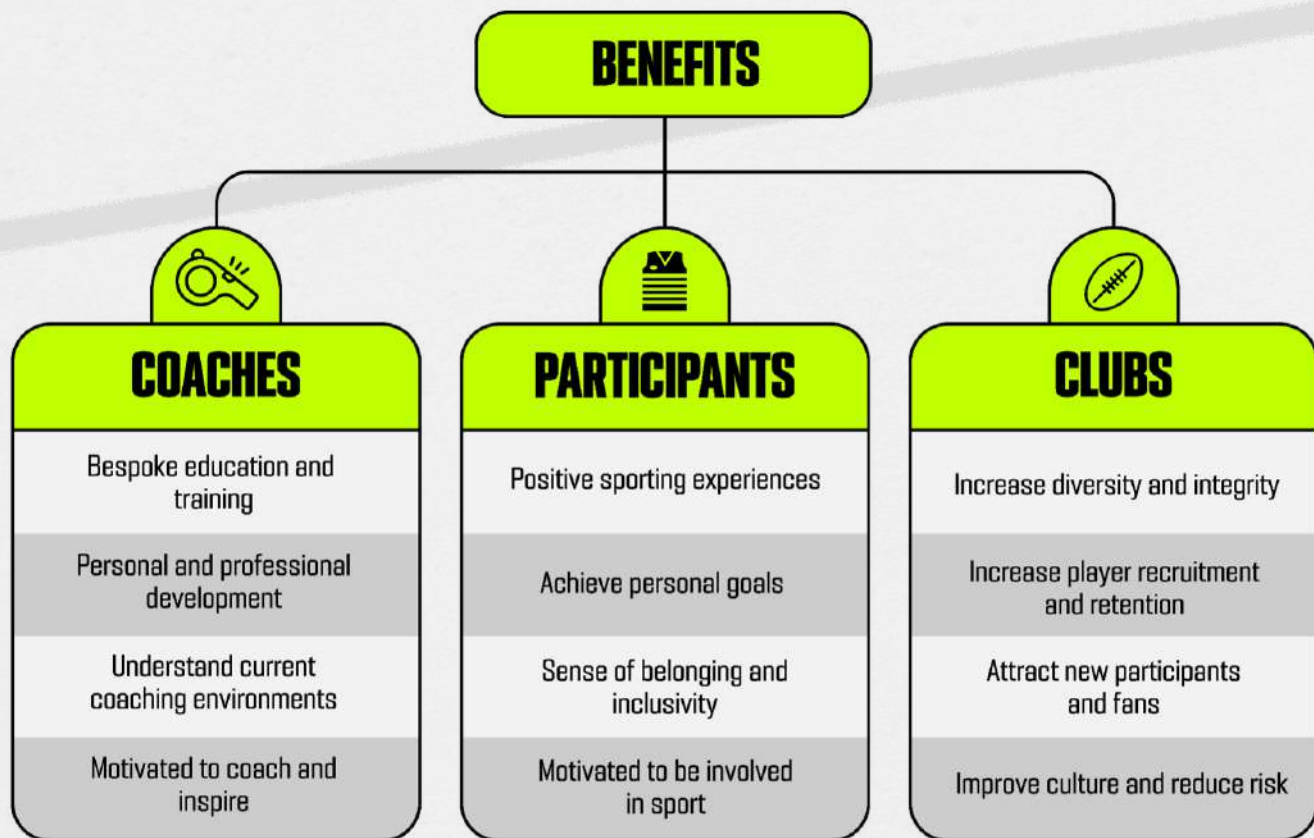 BENEFITS
COACHES
Bespoke education and
training
Personal and professional
development
Understand current
coaching environments
Motivated to coach and
inspire
PARTICIPANTS
Positive sporting experiences
Achieve personal goals
Sense of belonging and
inclusivity
Motivated to be involved
in sport
CLUBS
Increase diversity and integrity
Increase player recruitment
and retention
Attract new participants
and fans
Improve culture and reduce risk